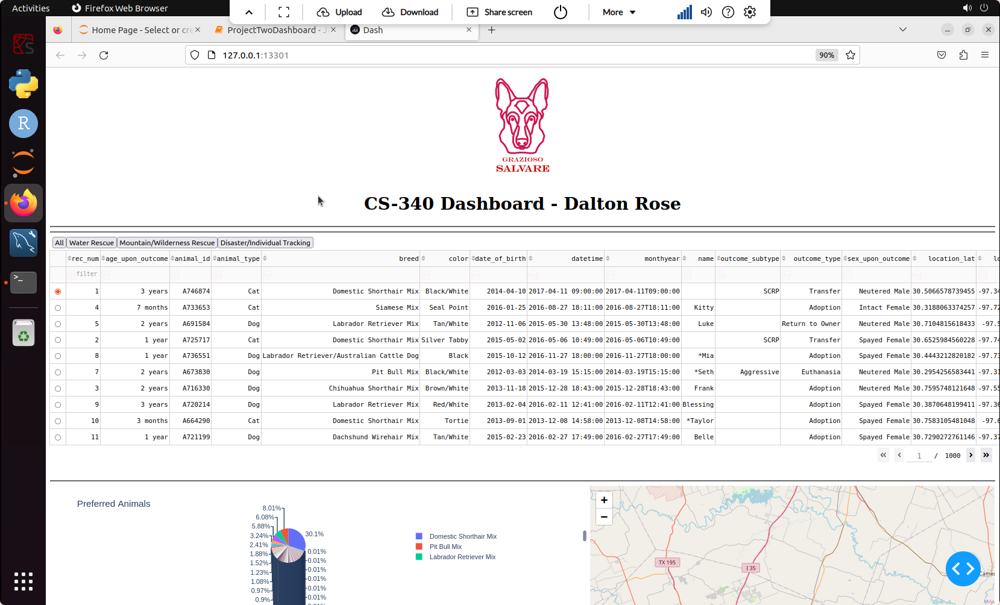 Activities Firefox Web Browser
Upload Download Share screen More
Home Page - Select or cre ProjectTwoDashboard - J Dash
127.0.0.1:13301 90%
GRAZIOSO
SALVARE
CS-340 Dashboard - Dalton Rose
All Water Rescue Mountain/Wilderness Rescue Disaster/Individual Tracking
rec_num age_upon_outcome animal_id animal_type breed color date_of_birth datetime monthyear name outcome_subtype outcome_type sex_upon_outcome location_lat lo
filter
1 3 years A746874 Cat Domestic Shorthair Mix Black/White 2014-04-10 2017-04-11 09:00:00 2017-04-11T09:00:00 SCRP Transfer Neutered Male 30.5066578739455 -97.34
4 7 months A733653 Cat Siamese Mix Seal Point 2016-01-25 2016-08-27 18:11:00 2016-08-27T18:11:00 Kitty Adoption Intact Female 30.3188063374257 -97.72
5 2 years A691584 Dog Labrador Retriever Mix Tan/White 2012-11-06 2015-05-30 13:48:00 2015-05-30T13:48:00 Luke Return to Owner Neutered Male 30.7104815618433 -97.5
2 1 year A725717 Cat Domestic Shorthair Mix Silver Tabby 2015-05-02 2016-05-06 10:49:00 2016-05-06T10:49:00 SCRP Transfer Spayed Female 30.6525984560228 -97.74
8 1 year A736551 Dog Labrador Retriever/Australian Cattle Dog Black 2015-10-12 2016-11-27 18:00:00 2016-11-27T18:00:00 *Mia Adoption Spayed Female 30.4443212820182 -97.73
7 2 years A673830 Dog Pit Bull Mix Black/White 2012-03-03 2014-03-19 15:15:00 2014-03-19T15:15:00 *Seth Aggressive Euthanasia Neutered Male 30.2954256583441 -97.31
3 2 years A716330 Dog Chihuahua Shorthair Mix Brown/White 2013-11-18 2015-12-28 18:43:00 2015-12-28T18:43:00 Frank Adoption Neutered Male 30.7595748121648 -97.55
9 3 years A720214 Dog Labrador Retriever Mix Red/White 2013-02-04 2016-02-11 12:41:00 2016-02-11T12:41:00 Blessing Adoption Spayed Female 30.3870648199411 -97.36
10 3 months A664290 Cat Domestic Shorthair Mix Tortie 2013-09-01 2013-12-08 14:58:00 2013-12-08T14:58:00 *Taylor Adoption Spayed Female 30.7583105481048 -97.6
11 1 year A721199 Dog Dachshund Wirehair Mix Tan/White 2015-02-23 2016-02-27 17:49:00 2016-02-27T17:49:00 Belle Adoption Spayed Female 30.7290272761146 -97.37
« ‹ 1 / 1000 › »
Preferred Animals
8.01%
6.08%
5.88%
3.24%
2.41%
1.88%
1.52%
1.23%
1.08%
0.97%
0.9%
30.1%
0.01%
0.01%
0.01%
0.01%
0.01%
0.01%
Domestic Shorthair Mix
Pit Bull Mix
Labrador Retriever Mix
+
−
TX 195
I 35
Camer
Mila